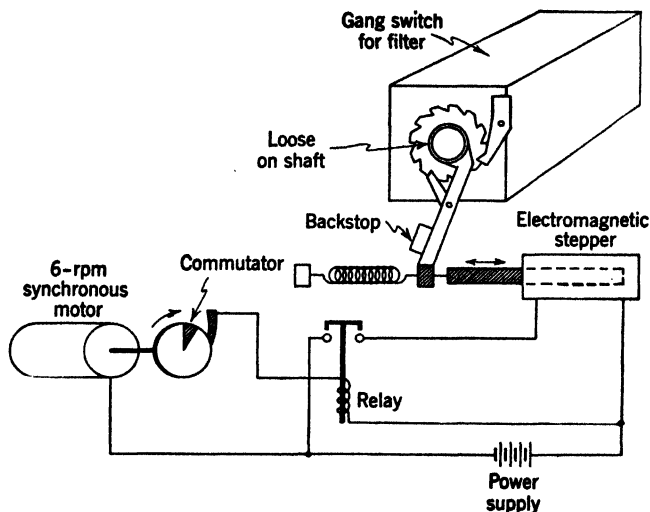 Gang switch
for filter
Loose
on shaft
Backstop
Electromagnetic
stepper
6-rpm
synchronous
motor
Commutator
Relay
Power
supply